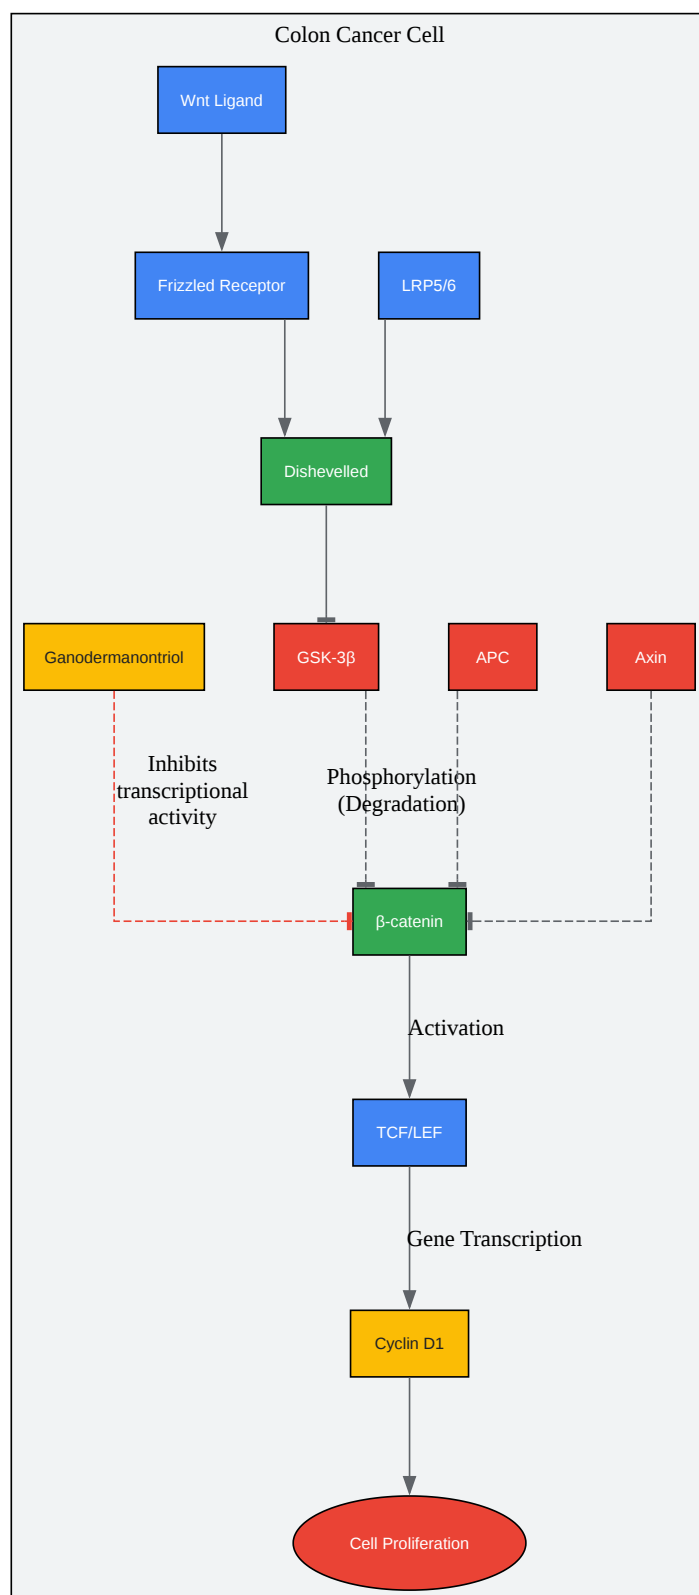 Colon Cancer Cell
Wnt Ligand
Frizzled Receptor
LRP5/6
Dishevelled
Ganodermanontriol
GSK-3β
APC
Axin
Inhibits
transcriptional
activity
Phosphorylation
(Degradation)
β-catenin
Activation
TCF/LEF
Gene Transcription
Cyclin D1
Cell Proliferation